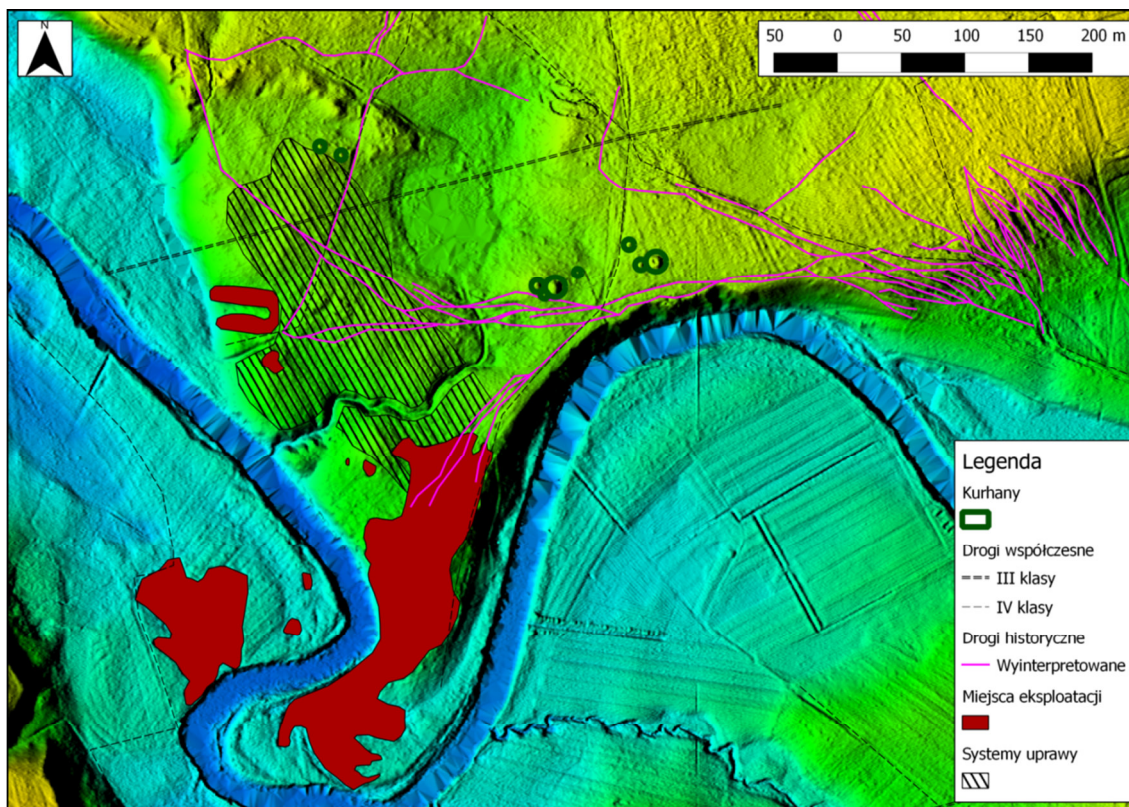 N
50 0 50 100 150 200 m
Legenda
Kurhany
Drogi współczesne
III klasy
IV klasy
Drogi historyczne
Wyinterpretowane
Miejsca eksploatacji
Systemy uprawy